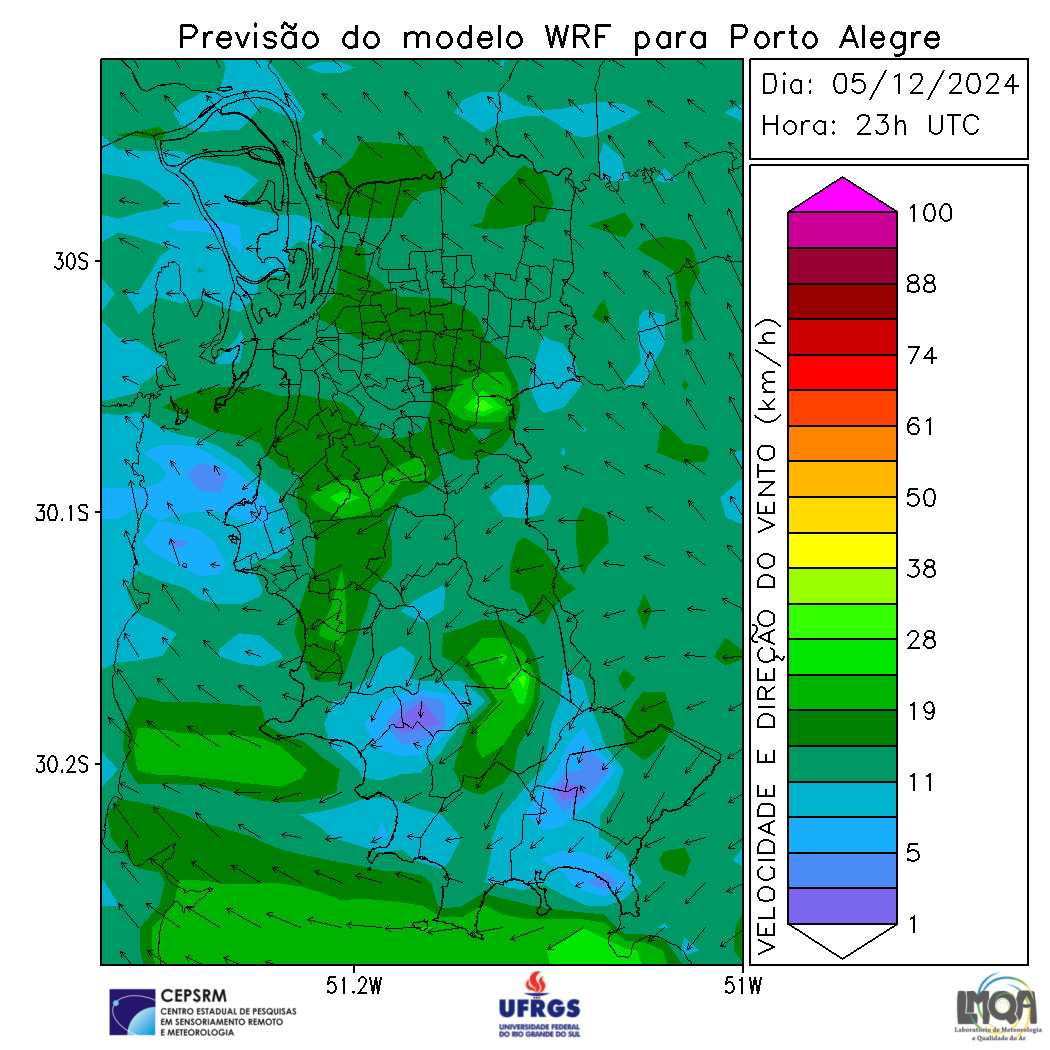 Previsão do modelo WRF para Porto Alegre
Dia: 05/12/2024
Hora: 23h UTC
30S
30.1S
30.2S
51.2W
51W
VELOCIDADE E DIREÇÃO DO VENTO (km/h)
100
88
74
61
50
38
28
19
11
5
1
CEPSRM
CENTRO ESTADUAL DE PESQUISAS
EM SENSORIAMENTO REMOTO
E METEOROLOGIA
UFRGS
UNIVERSIDADE FEDERAL
DO RIO GRANDE DO SUL
LMQA
Laboratório de Meteorologia
e Qualidade do Ar